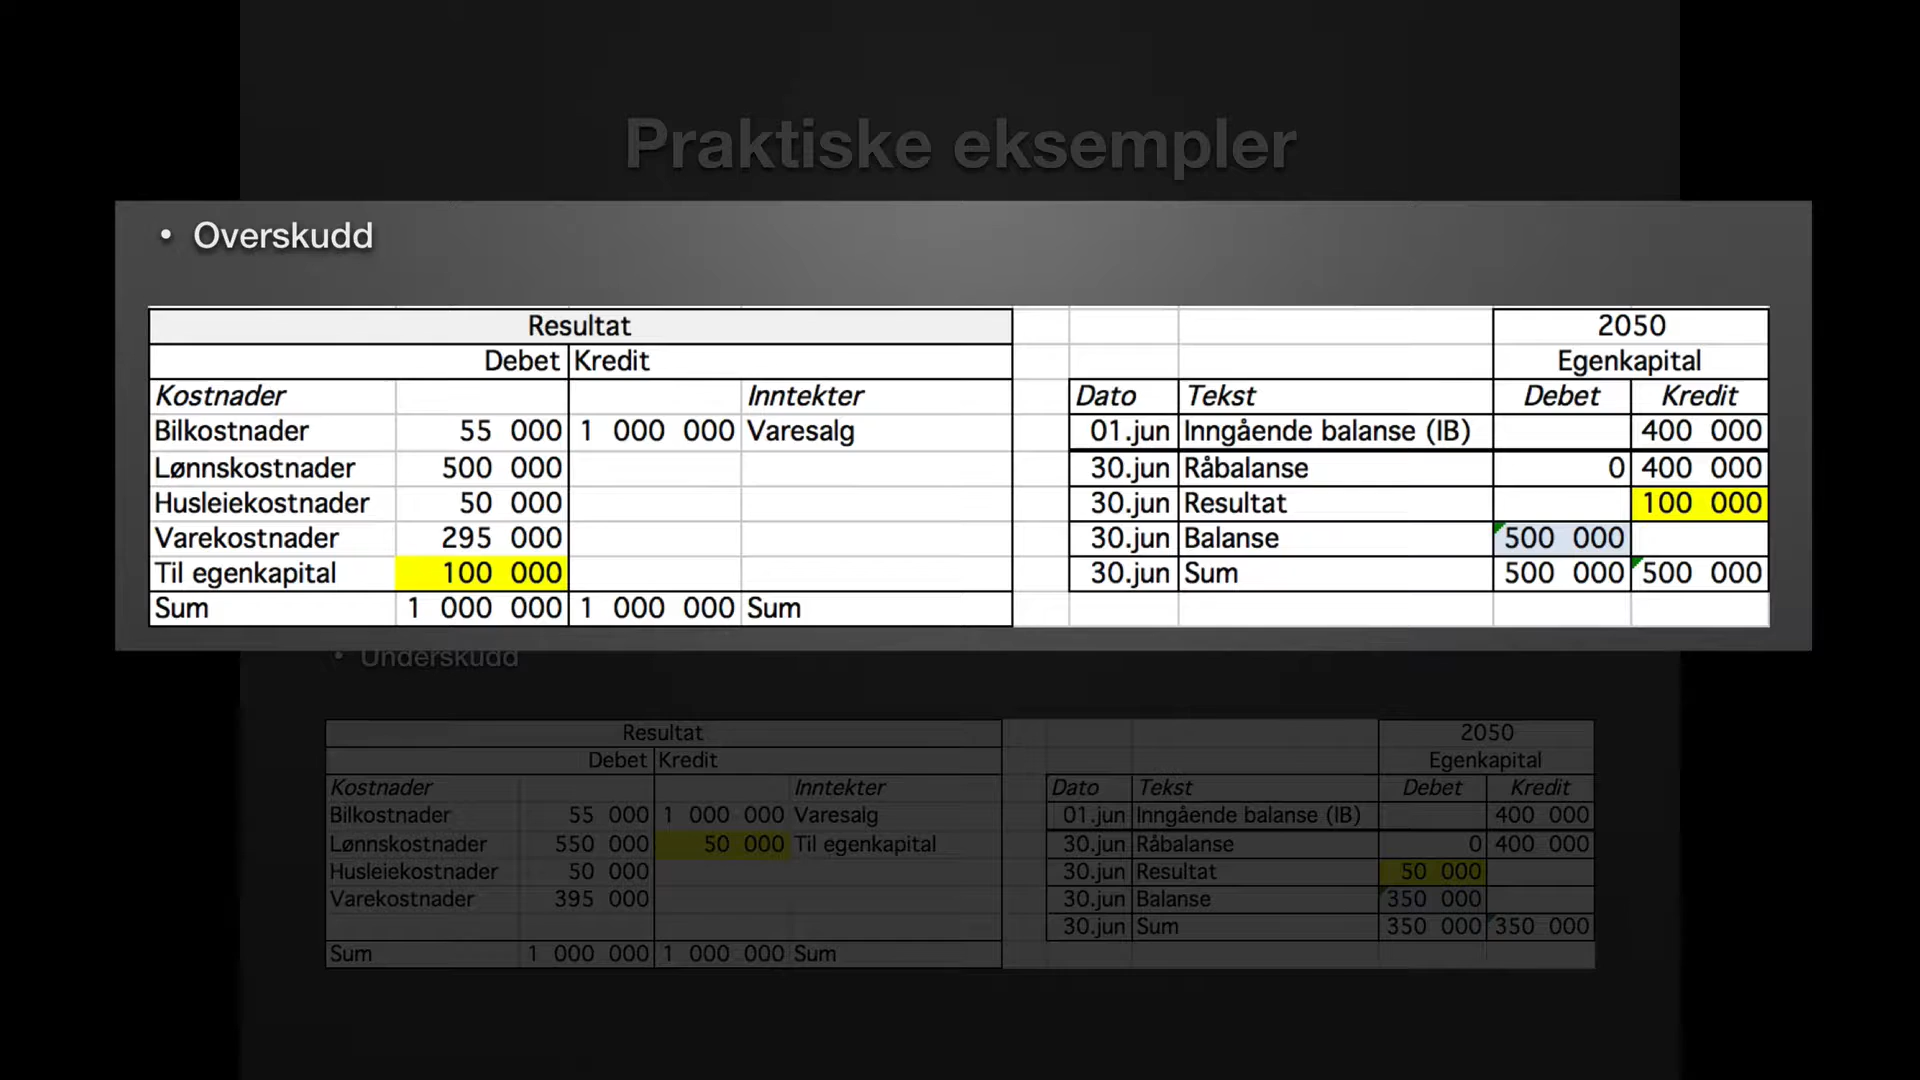 Praktiske eksempler
• Overskudd
Resultat 2050
Debet Kredit Egenkapital
Kostnader Inntekter Dato Tekst Debet Kredit
Bilkostnader 55 000 1 000 000 Varesalg 01.jun Inngående balanse (IB) 400 000
Lønnskostnader 500 000 30.jun Råbalanse 0 400 000
Husleiekostnader 50 000 30.jun Resultat 100 000
Varekostnader 295 000 30.jun Balanse 500 000
Til egenkapital 100 000 30.jun Sum 500 000 500 000
Sum 1 000 000 1 000 000 Sum
• Underskudd
Resultat 2050
Debet Kredit Egenkapital
Kostnader Inntekter Dato Tekst Debet Kredit
Bilkostnader 55 000 1 000 000 Varesalg 01.jun Inngående balanse (IB) 400 000
Lønnskostnader 550 000 50 000 Til egenkapital 30.jun Råbalanse 0 400 000
Husleiekostnader 50 000 30.jun Resultat 50 000
Varekostnader 395 000 30.jun Balanse 350 000
30.jun Sum 350 000 350 000
Sum 1 000 000 1 000 000 Sum